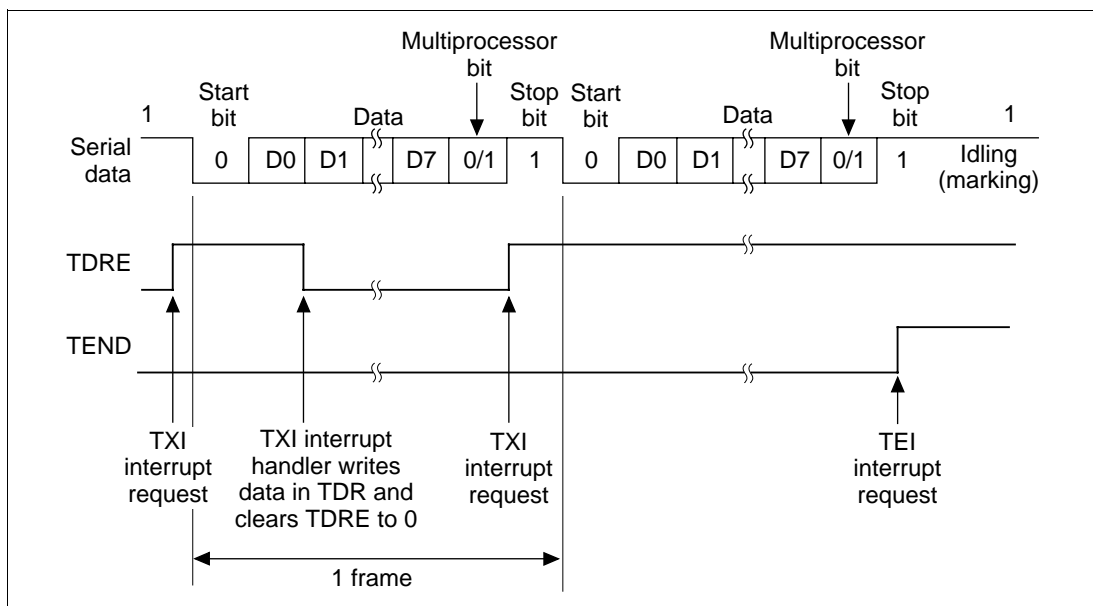 Multiprocessor
bit
Multiprocessor
bit
1
Start
bit
Data
Stop
bit
Start
bit
Data
Stop
bit
1
Serial
data
0
D0
D1
D7
0/1
1
0
D0
D1
D7
0/1
1
Idling
(marking)
TDRE
TEND
TXI
interrupt
request
TXI interrupt
handler writes
data in TDR and
clears TDRE to 0
TXI
interrupt
request
TEI
interrupt
request
1 frame